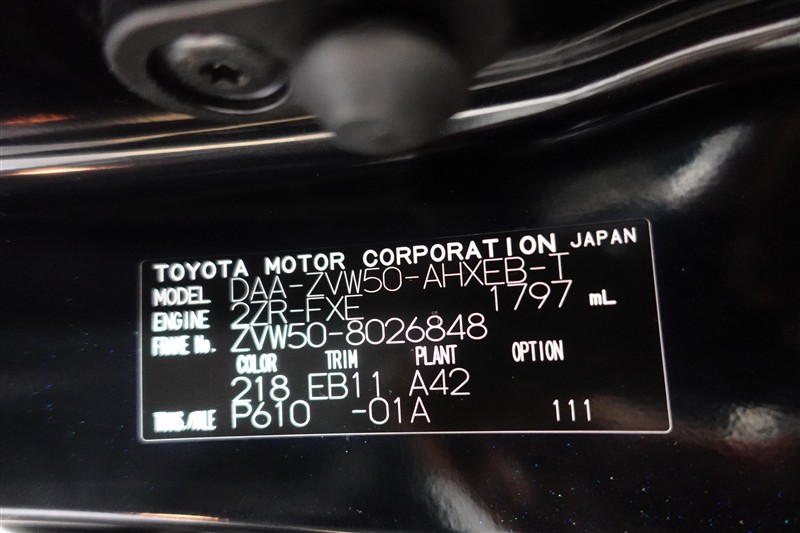 TOYOTA MOTOR CORPORATION JAPAN
MODEL DAA-ZVW50-AHXEB-T
ENGINE 2ZR-FXE 1797 mL
FRAME No. ZVW50-8026848
COLOR TRIM PLANT OPTION
218 EB11 A42
TRANS./AXLE P610 -01A 111